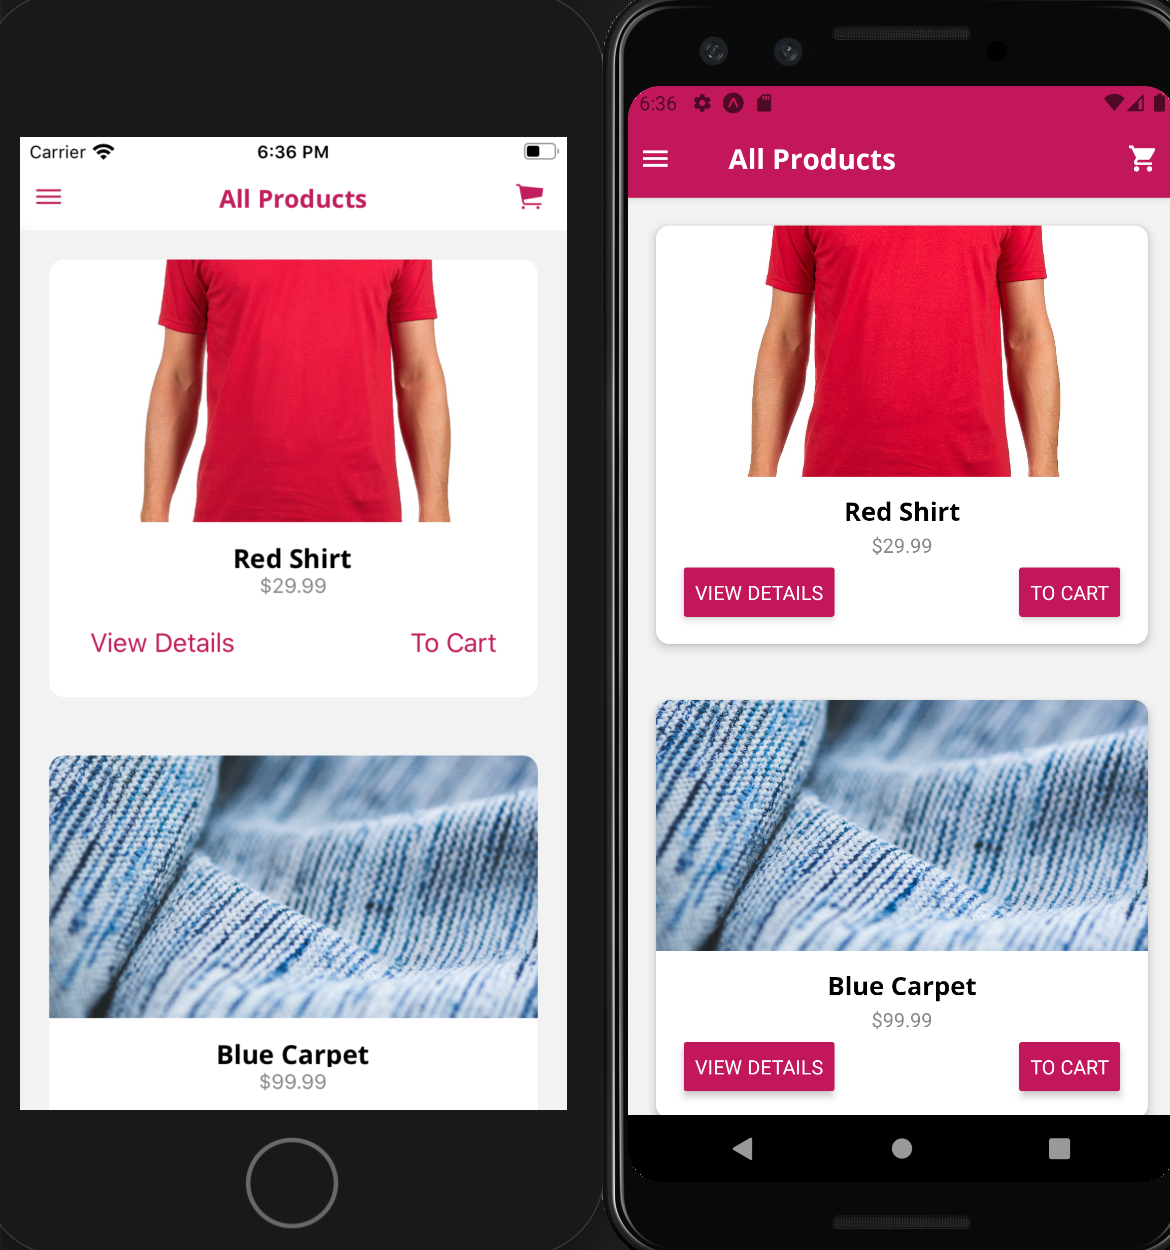 Carrier 6:36 PM
All Products
Red Shirt
$29.99
View Details To Cart
Blue Carpet
$99.99
6:36
All Products
Red Shirt
$29.99
VIEW DETAILS TO CART
Blue Carpet
$99.99
VIEW DETAILS TO CART